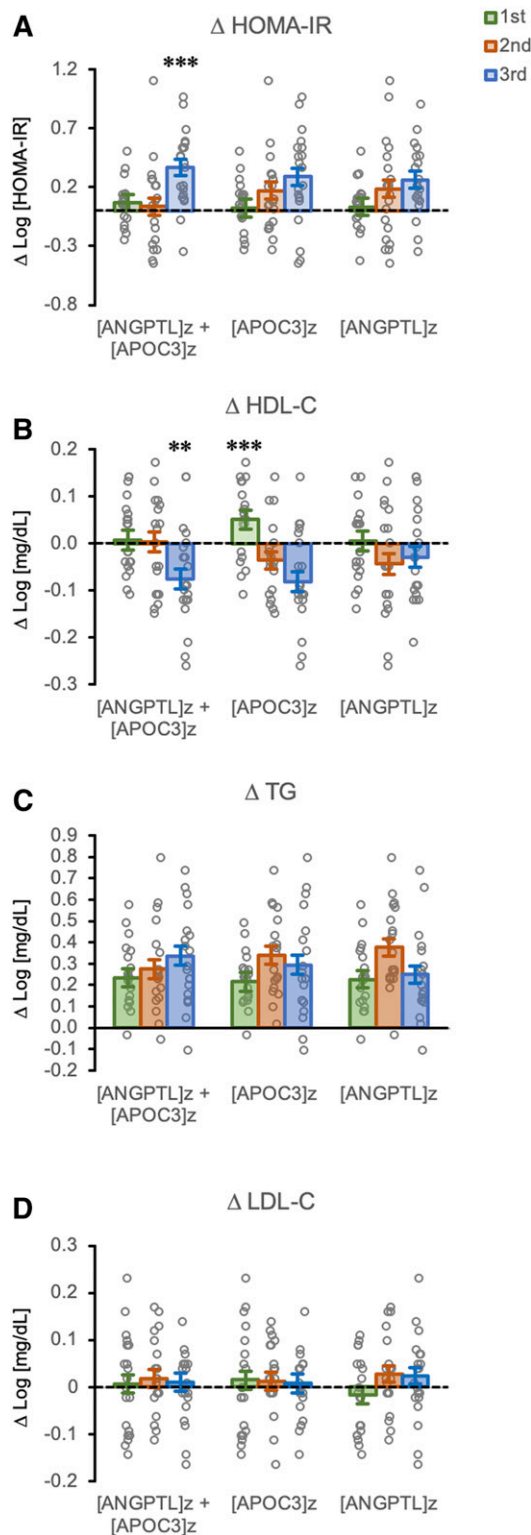 A
Δ HOMA-IR
1st
2nd
3rd
***
Δ Log [HOMA-IR]
1.2
0.7
0.2
-0.3
-0.8
[ANGPTL]z + [APOC3]z [APOC3]z [ANGPTL]z
B
Δ HDL-C
** ***
Δ Log [mg/dL]
0.2
0.1
0.0
-0.1
-0.2
-0.3
[ANGPTL]z + [APOC3]z [APOC3]z [ANGPTL]z
C
Δ TG
Δ Log [mg/dL]
0.9
0.8
0.7
0.6
0.5
0.4
0.3
0.2
0.1
0.0
-0.1
-0.2
[ANGPTL]z + [APOC3]z [APOC3]z [ANGPTL]z
D
Δ LDL-C
Δ Log [mg/dL]
0.3
0.2
0.1
0
-0.1
-0.2
[ANGPTL]z + [APOC3]z [APOC3]z [ANGPTL]z